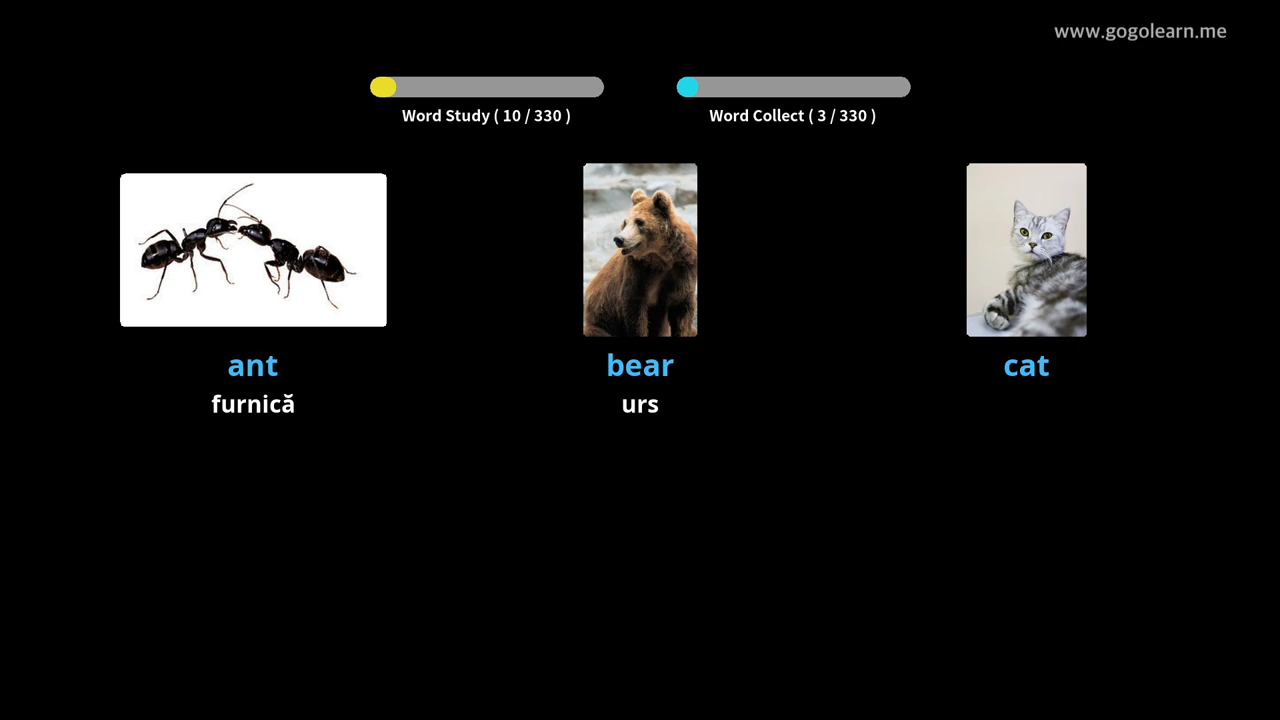 www.gogolearn.me
Word Study ( 10 / 330 )
Word Collect ( 3 / 330 )
ant
bear
cat
furnică
urs